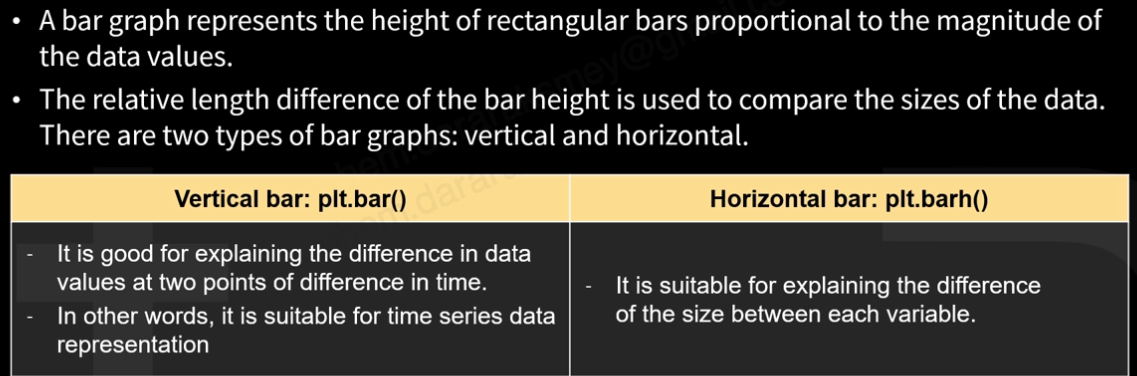 • A bar graph represents the height of rectangular bars proportional to the magnitude of
the data values.
• The relative length difference of the bar height is used to compare the sizes of the data.
There are two types of bar graphs: vertical and horizontal.
Vertical bar: plt.bar()
Horizontal bar: plt.barh()
- It is good for explaining the difference in data
values at two points of difference in time.
- In other words, it is suitable for time series data
representation
- It is suitable for explaining the difference
of the size between each variable.